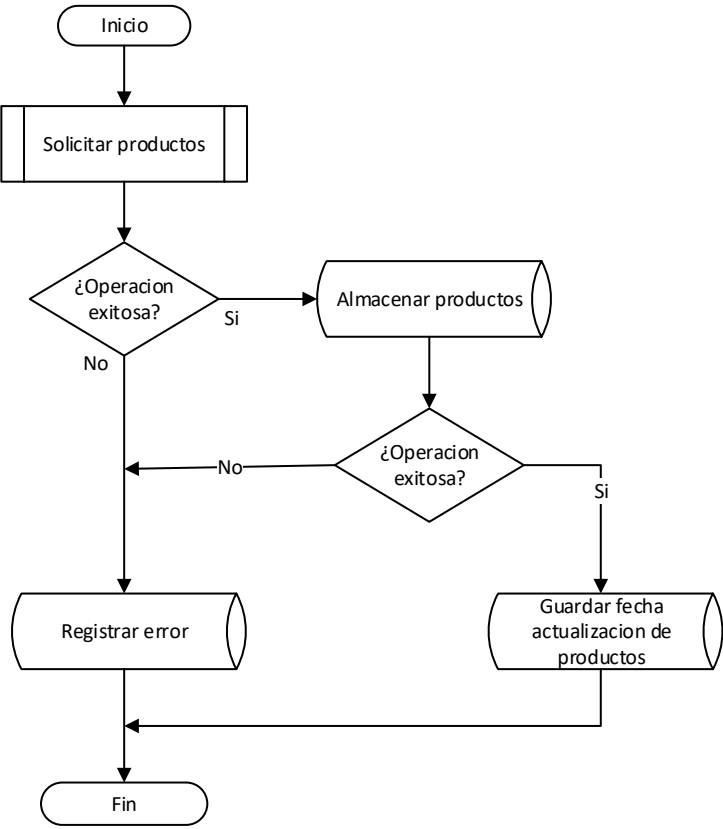 Inicio
Solicitar productos
¿Operacion
exitosa?
Si
No
Almacenar productos
¿Operacion
exitosa?
No
Si
Registrar error
Guardar fecha
actualizacion de
productos
Fin